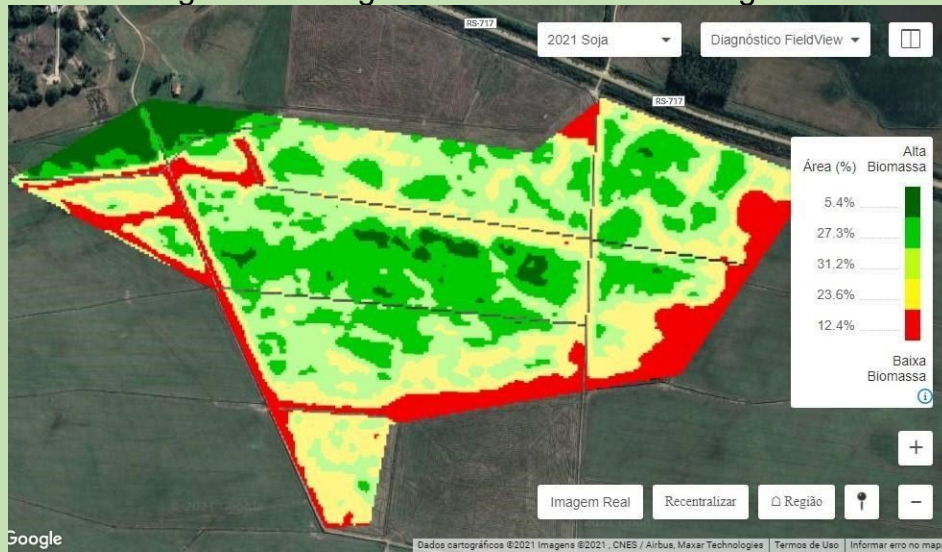 RS-717
2021 Soja
Diagnóstico FieldView
RS-717
Alta
Área (%) Biomassa
5.4%
27.3%
31.2%
23.6%
12.4%
Baixa
Biomassa
+
Imagem Real
Recentralizar
Região
−
Google
Dados cartográficos ©2021 Imagens ©2021 , CNES / Airbus, Maxar Technologies
Termos de Uso
Informar erro no map